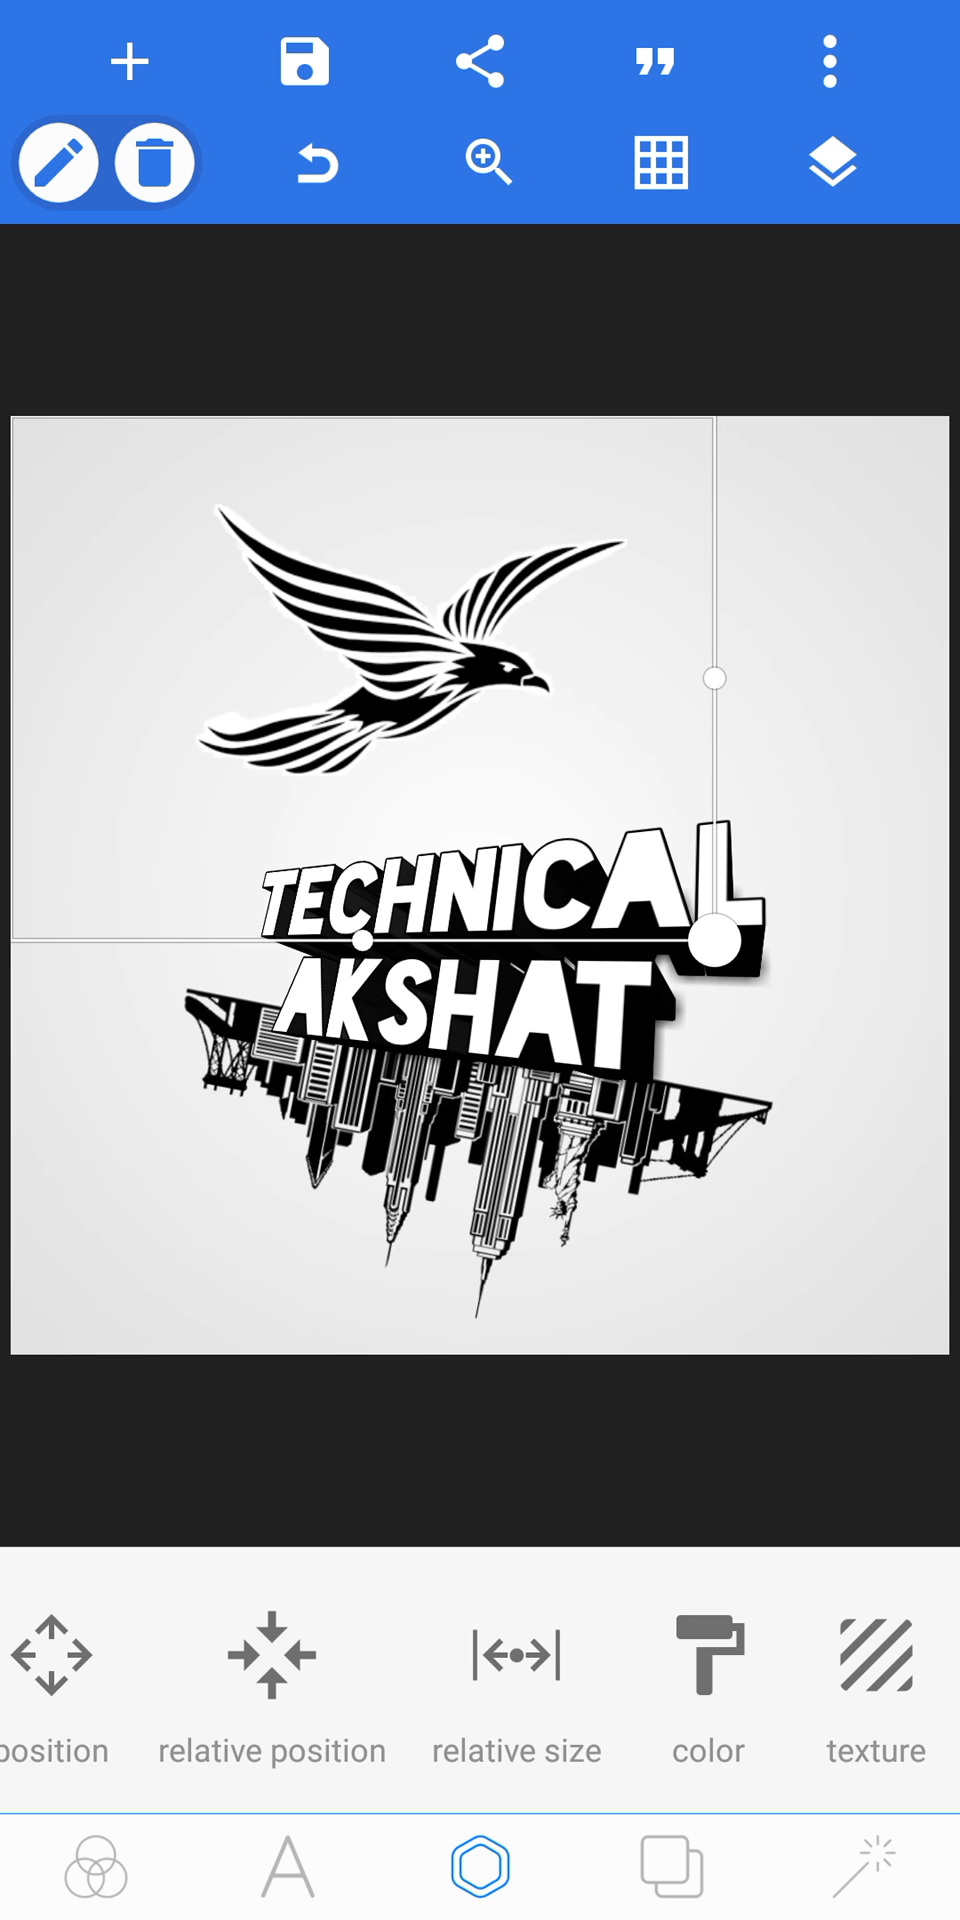 TECHNICAL
AKSHAT
position
relative position
relative size
color
texture